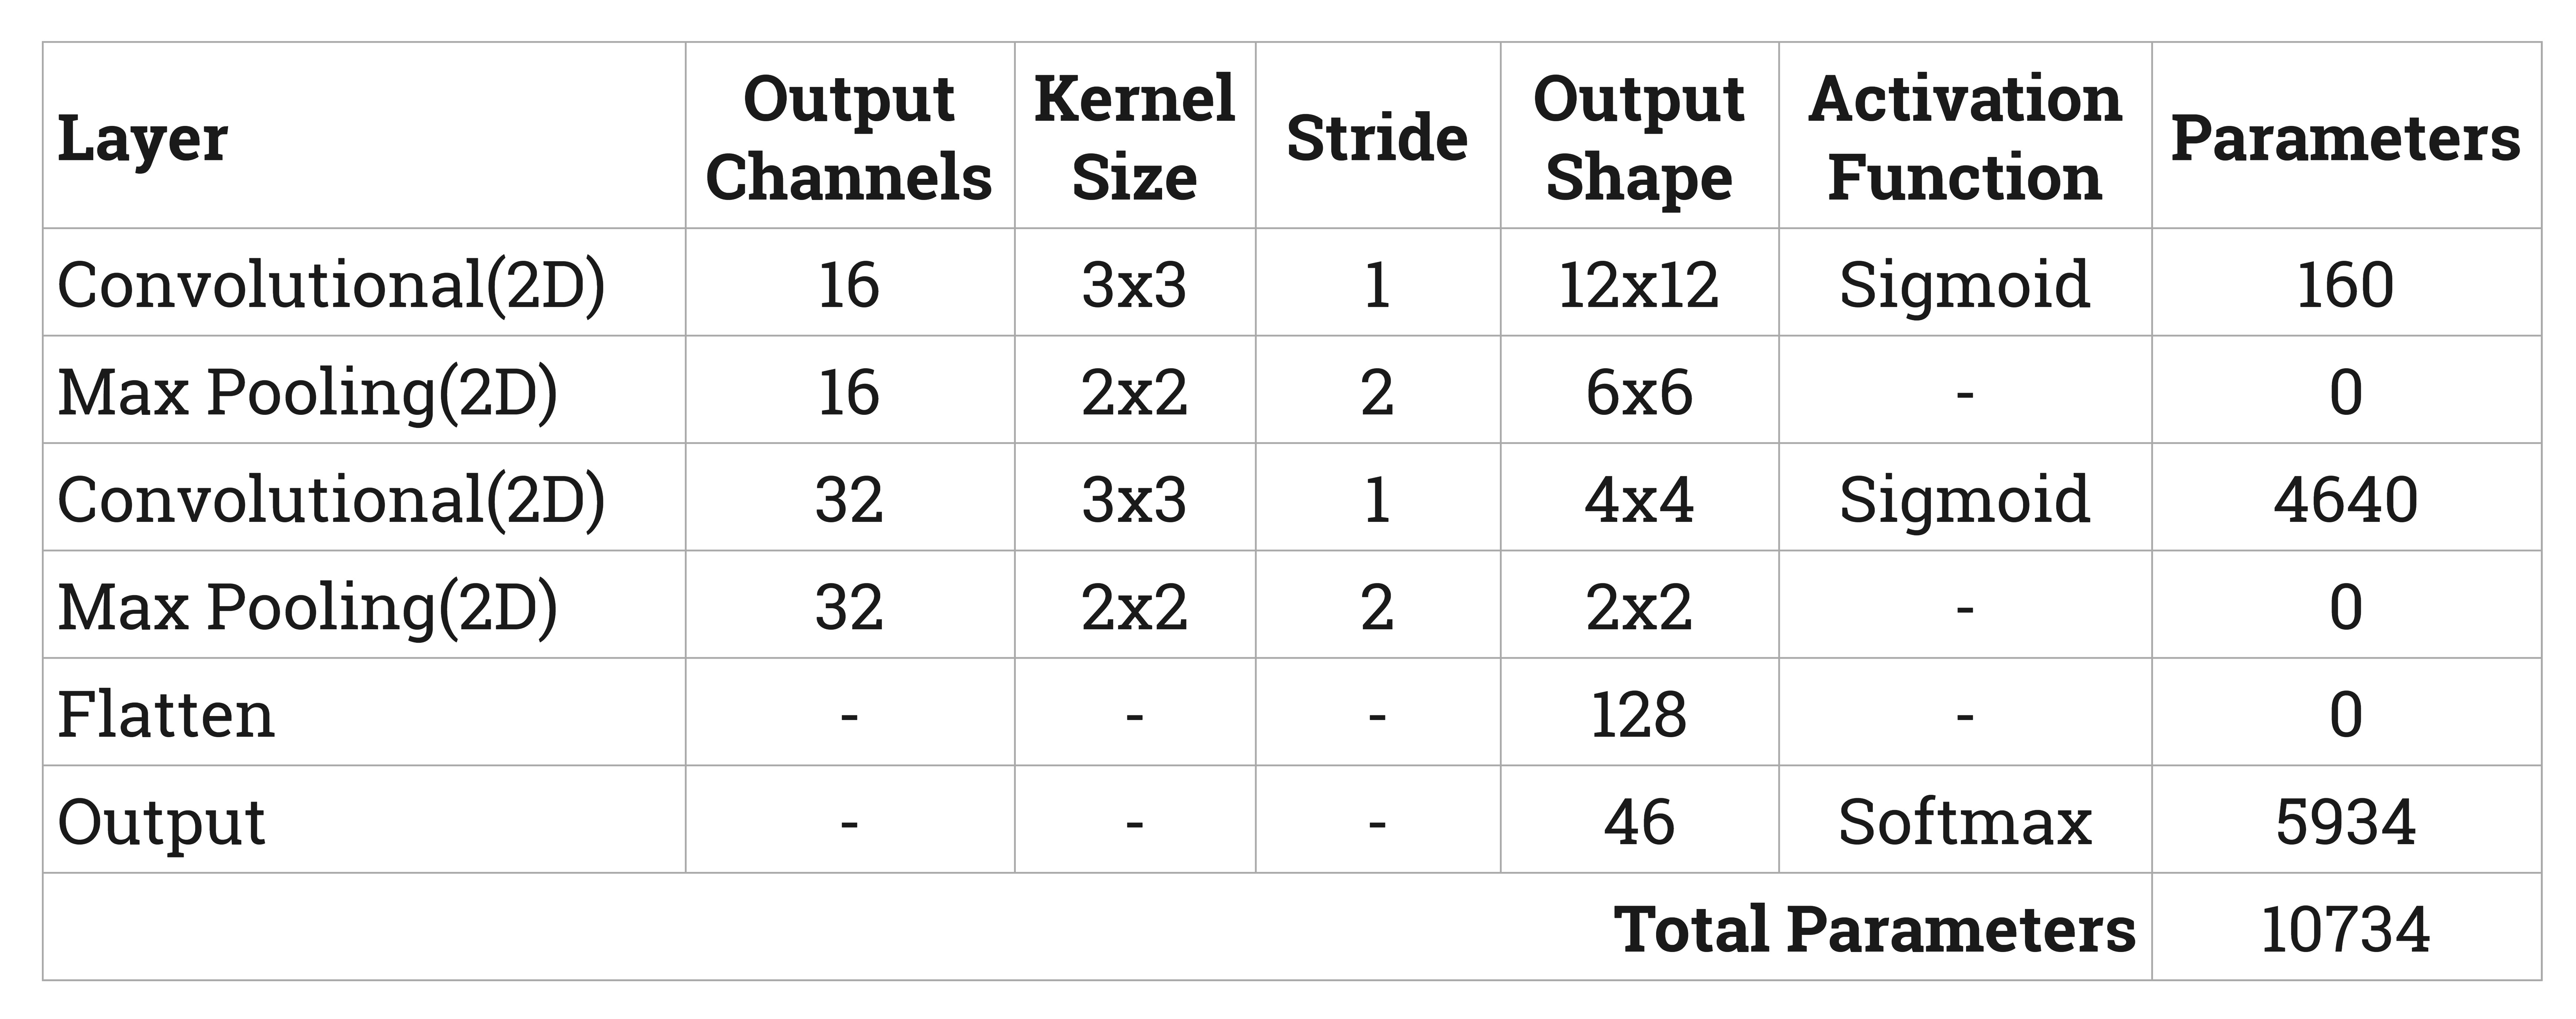 Layer Output Channels Kernel Size Stride Output Shape Activation Function Parameters
Convolutional(2D) 16 3x3 1 12x12 Sigmoid 160
Max Pooling(2D) 16 2x2 2 6x6 - 0
Convolutional(2D) 32 3x3 1 4x4 Sigmoid 4640
Max Pooling(2D) 32 2x2 2 2x2 - 0
Flatten - - - 128 - 0
Output - - - 46 Softmax 5934
Total Parameters 10734